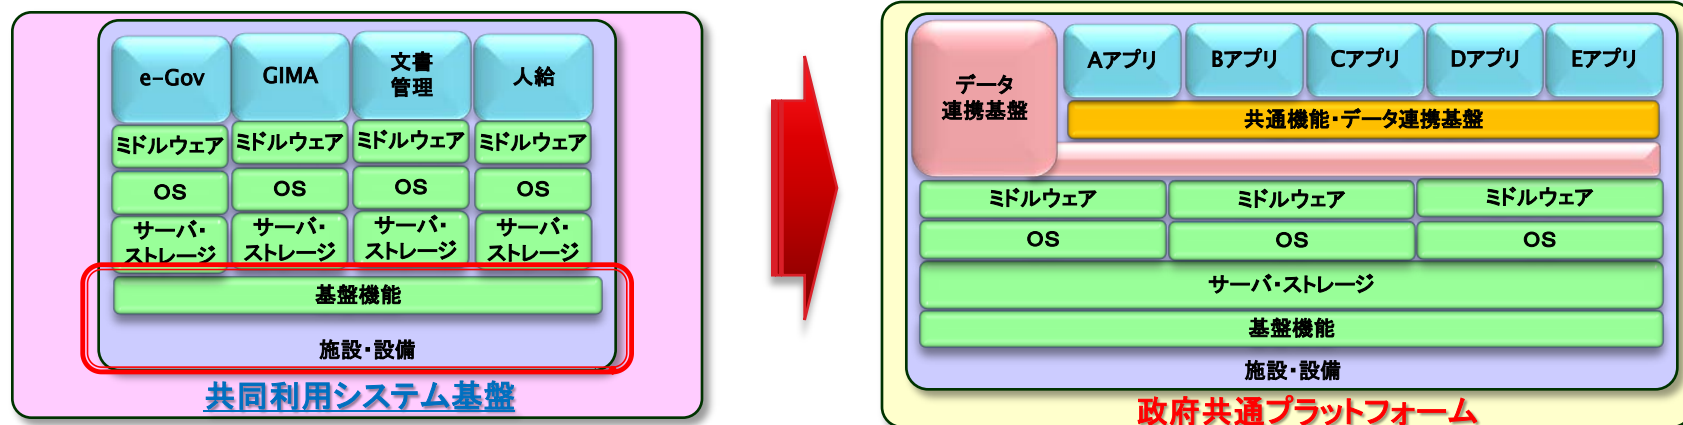 e-Gov
GIMA
文書
管理
人給
ミドルウェア
ミドルウェア
ミドルウェア
ミドルウェア
OS
OS
OS
OS
サーバ・
ストレージ
サーバ・
ストレージ
サーバ・
ストレージ
サーバ・
ストレージ
基盤機能
施設・設備
共同利用システム基盤
データ
連携基盤
Aアプリ
Bアプリ
Cアプリ
Dアプリ
Eアプリ
共通機能・データ連携基盤
ミドルウェア
ミドルウェア
ミドルウェア
OS
OS
OS
サーバ・ストレージ
基盤機能
施設・設備
政府共通プラットフォーム